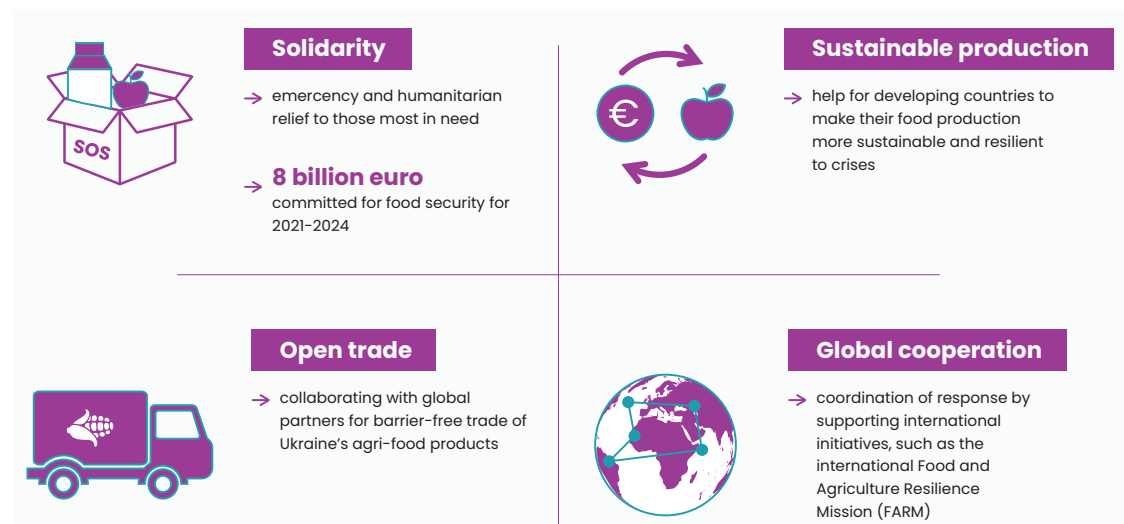 Solidarity
emercency and humanitarian
relief to those most in need
8 billion euro
committed for food security for
2021-2024
SOS
Sustainable production
help for developing countries to
make their food production
more sustainable and resilient
to crises
€
Open trade
collaborating with global
partners for barrier-free trade of
Ukraine's agri-food products
Global cooperation
coordination of response by
supporting international
initiatives, such as the
international Food and
Agriculture Resilience
Mission (FARM)